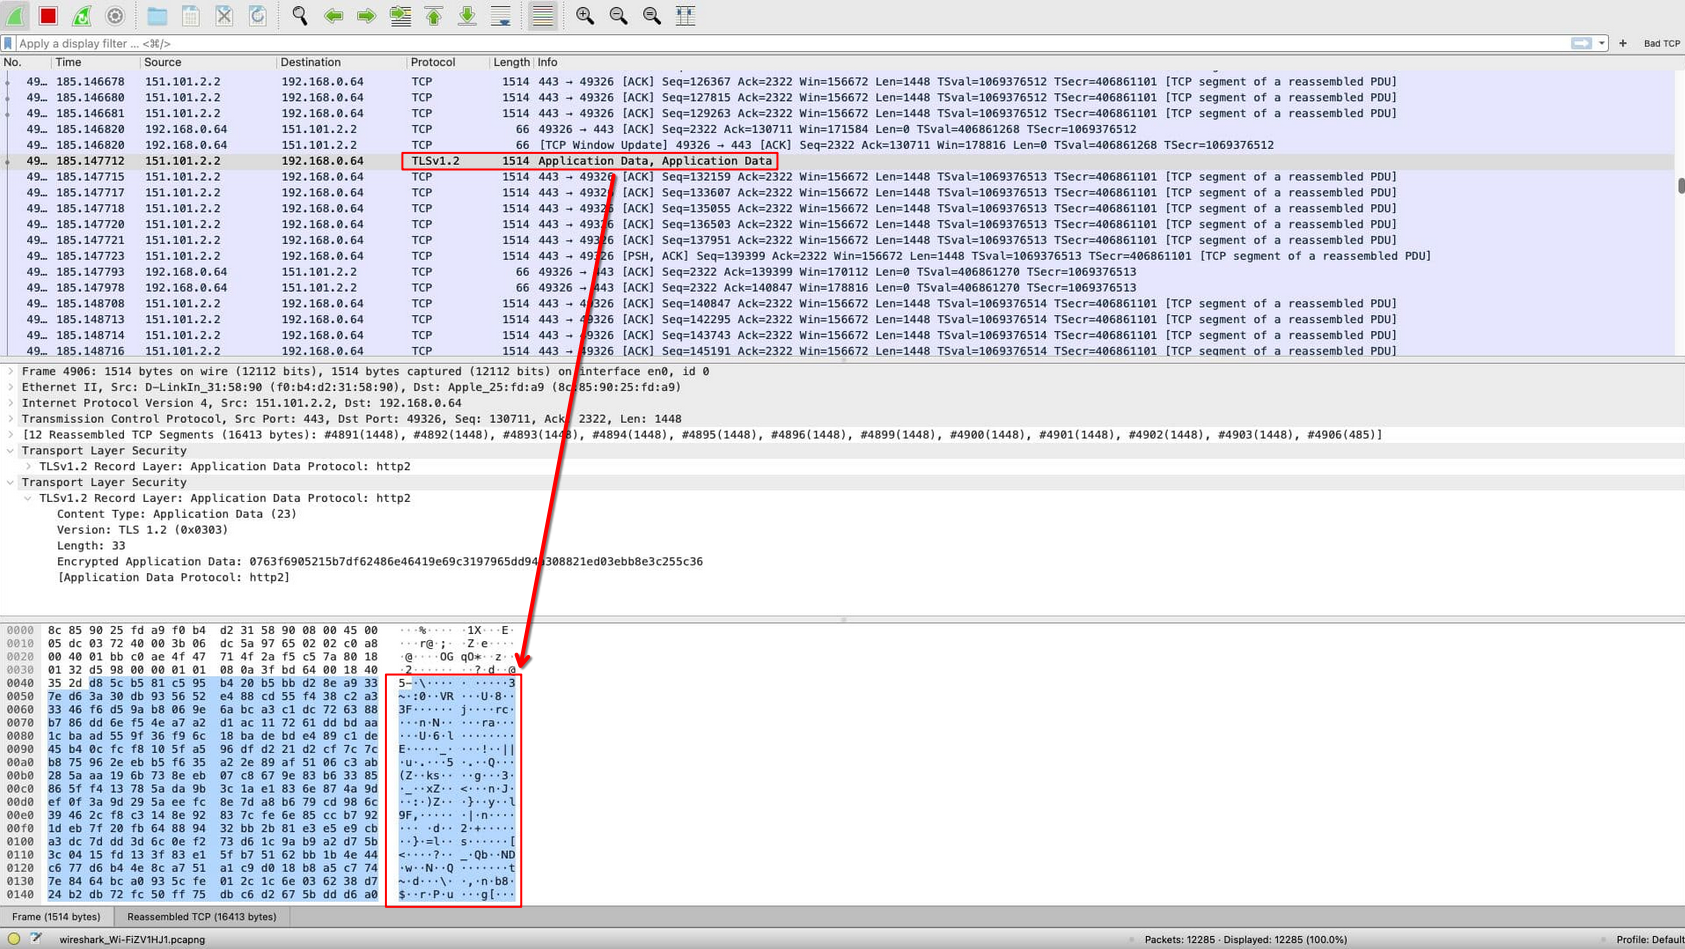 Apply a display filter … <⌘/>
+ Bad TCP
No. Time Source Destination Protocol Length Info
49… 185.146678 151.101.2.2 192.168.0.64 TCP 1514 443 → 49326 [ACK] Seq=126367 Ack=2322 Win=156672 Len=1448 TSval=1069376512 TSecr=406861101 [TCP segment of a reassembled PDU]
49… 185.146680 151.101.2.2 192.168.0.64 TCP 1514 443 → 49326 [ACK] Seq=127815 Ack=2322 Win=156672 Len=1448 TSval=1069376512 TSecr=406861101 [TCP segment of a reassembled PDU]
49… 185.146681 151.101.2.2 192.168.0.64 TCP 1514 443 → 49326 [ACK] Seq=129263 Ack=2322 Win=156672 Len=1448 TSval=1069376512 TSecr=406861101 [TCP segment of a reassembled PDU]
49… 185.146820 192.168.0.64 151.101.2.2 TCP 66 49326 → 443 [ACK] Seq=2322 Ack=130711 Win=171584 Len=0 TSval=406861268 TSecr=1069376512
49… 185.146820 192.168.0.64 151.101.2.2 TCP 66 [TCP Window Update] 49326 → 443 [ACK] Seq=2322 Ack=130711 Win=178816 Len=0 TSval=406861268 TSecr=1069376512
49… 185.147712 151.101.2.2 192.168.0.64 TLSv1.2 1514 Application Data, Application Data
49… 185.147715 151.101.2.2 192.168.0.64 TCP 1514 443 → 49326 [ACK] Seq=132159 Ack=2322 Win=156672 Len=1448 TSval=1069376513 TSecr=406861101 [TCP segment of a reassembled PDU]
49… 185.147717 151.101.2.2 192.168.0.64 TCP 1514 443 → 49326 [ACK] Seq=133607 Ack=2322 Win=156672 Len=1448 TSval=1069376513 TSecr=406861101 [TCP segment of a reassembled PDU]
49… 185.147718 151.101.2.2 192.168.0.64 TCP 1514 443 → 49326 [ACK] Seq=135055 Ack=2322 Win=156672 Len=1448 TSval=1069376513 TSecr=406861101 [TCP segment of a reassembled PDU]
49… 185.147720 151.101.2.2 192.168.0.64 TCP 1514 443 → 49326 [ACK] Seq=136503 Ack=2322 Win=156672 Len=1448 TSval=1069376513 TSecr=406861101 [TCP segment of a reassembled PDU]
49… 185.147721 151.101.2.2 192.168.0.64 TCP 1514 443 → 49326 [ACK] Seq=137951 Ack=2322 Win=156672 Len=1448 TSval=1069376513 TSecr=406861101 [TCP segment of a reassembled PDU]
49… 185.147723 151.101.2.2 192.168.0.64 TCP 1514 443 → 49326 [PSH, ACK] Seq=139399 Ack=2322 Win=156672 Len=1448 TSval=1069376513 TSecr=406861101 [TCP segment of a reassembled PDU]
49… 185.147793 192.168.0.64 151.101.2.2 TCP 66 49326 → 443 [ACK] Seq=2322 Ack=139399 Win=170112 Len=0 TSval=406861270 TSecr=1069376513
49… 185.147978 192.168.0.64 151.101.2.2 TCP 66 49326 → 443 [ACK] Seq=2322 Ack=140847 Win=178816 Len=0 TSval=406861270 TSecr=1069376513
49… 185.148708 151.101.2.2 192.168.0.64 TCP 1514 443 → 49326 [ACK] Seq=140847 Ack=2322 Win=156672 Len=1448 TSval=1069376514 TSecr=406861101 [TCP segment of a reassembled PDU]
49… 185.148713 151.101.2.2 192.168.0.64 TCP 1514 443 → 49326 [ACK] Seq=142295 Ack=2322 Win=156672 Len=1448 TSval=1069376514 TSecr=406861101 [TCP segment of a reassembled PDU]
49… 185.148714 151.101.2.2 192.168.0.64 TCP 1514 443 → 49326 [ACK] Seq=143743 Ack=2322 Win=156672 Len=1448 TSval=1069376514 TSecr=406861101 [TCP segment of a reassembled PDU]
49… 185.148716 151.101.2.2 192.168.0.64 TCP 1514 443 → 49326 [ACK] Seq=145191 Ack=2322 Win=156672 Len=1448 TSval=1069376514 TSecr=406861101 [TCP segment of a reassembled PDU]
Frame 4906: 1514 bytes on wire (12112 bits), 1514 bytes captured (12112 bits) on interface en0, id 0
Ethernet II, Src: D-LinkIn_31:58:90 (f0:b4:d2:31:58:90), Dst: Apple_25:fd:a9 (8c:85:90:25:fd:a9)
Internet Protocol Version 4, Src: 151.101.2.2, Dst: 192.168.0.64
Transmission Control Protocol, Src Port: 443, Dst Port: 49326, Seq: 130711, Ack: 2322, Len: 1448
[12 Reassembled TCP Segments (16413 bytes): #4891(1448), #4892(1448), #4893(1448), #4894(1448), #4895(1448), #4896(1448), #4899(1448), #4900(1448), #4901(1448), #4902(1448), #4903(1448), #4906(485)]
Transport Layer Security
TLSv1.2 Record Layer: Application Data Protocol: http2
Transport Layer Security
TLSv1.2 Record Layer: Application Data Protocol: http2
Content Type: Application Data (23)
Version: TLS 1.2 (0x0303)
Length: 33
Encrypted Application Data: 0763f6905215b7df62486e46419e69c3197965dd94 308821ed03ebb8e3c255c36
[Application Data Protocol: http2]
0000 8c 85 90 25 fd a9 f0 b4 d2 31 58 90 08 00 45 00 ···%···· ·1X···E·
0010 05 dc 03 72 40 00 3b 06 dc 5a 97 65 02 02 c0 a8 ···r@·;· ·Z·e····
0020 00 40 01 bb c0 ae 4f 47 71 4f 2a f5 c5 7a 80 18 ·@····OG qO*··z··
0030 01 32 d5 98 00 00 01 01 08 0a 3f bd 64 00 18 40 ·2······ ··?·d··@
0040 35 2d d8 5c b5 81 c5 95 b4 20 b5 bb d2 8e a9 33 5-·\···· · ·····3
0050 7e d6 3a 30 db 93 56 52 e4 88 cd 55 f4 38 c2 a3 ~·:0··VR ···U·8··
0060 33 46 f6 d5 9a b8 06 9e 6a bc a3 c1 dc 72 63 88 3F······ j····rc·
0070 b7 86 dd 6e f5 4e a7 a2 d1 ac 11 72 61 dd bd aa ···n·N·· ···ra···
0080 1c ba ad 55 9f 36 f9 6c 18 ba de bd e4 89 c1 de ···U·6·l ········
0090 45 b4 0c fc f8 10 5f a5 96 df d2 21 d2 cf 7c 7c E·····_· ···!··||
00a0 b8 75 96 2e eb b5 f6 35 a2 2e 89 af 51 06 c3 ab ·u·.···5 ·.··Q···
00b0 28 5a aa 19 6b 73 8e eb 07 c8 67 9e 83 b6 33 85 (Z··ks·· ··g···3·
00c0 86 5f f4 13 78 5a da 9b 3c 1a e1 83 6e 87 4a 9d ·_··xZ·· <···n·J·
00d0 ef 0f 3a 9d 29 5a ee fc 8e 7d a8 b6 79 cd 98 6c ··:·)Z·· ·}··y··l
00e0 39 46 2c f8 c3 14 8e 92 83 7c fe 6e 85 cc b7 92 9F,····· ·|·n····
00f0 1d eb 7f 20 fb 64 88 94 32 bb 2b 81 e3 e5 e9 cb ··· ·d·· 2·+·····
0100 a3 dc 7d dd 3d 6c 0e f2 73 d6 1c 9a b9 a2 d7 5b ··}·=l·· s······[
0110 3c 04 15 fd 13 3f 83 e1 5f b7 51 62 bb 1b 4e 44 <····?·· _·Qb··ND
0120 c6 77 d6 b4 4e 8c a7 51 a1 c9 d0 18 b8 a5 c7 74 ·w··N··Q ·······t
0130 7e 84 64 bc a0 93 5c fe 01 2c 1c 6e 03 62 38 d7 ~·d···\· ·,·n·b8·
0140 24 b2 db 72 fc 50 ff 75 db c6 d2 67 5b dd d6 a0 $··r·P·u ···g[···
Frame (1514 bytes) Reassembled TCP (16413 bytes)
wireshark_Wi-FiZV1HJ1.pcapng Packets: 12285 · Displayed: 12285 (100.0%) Profile: Default